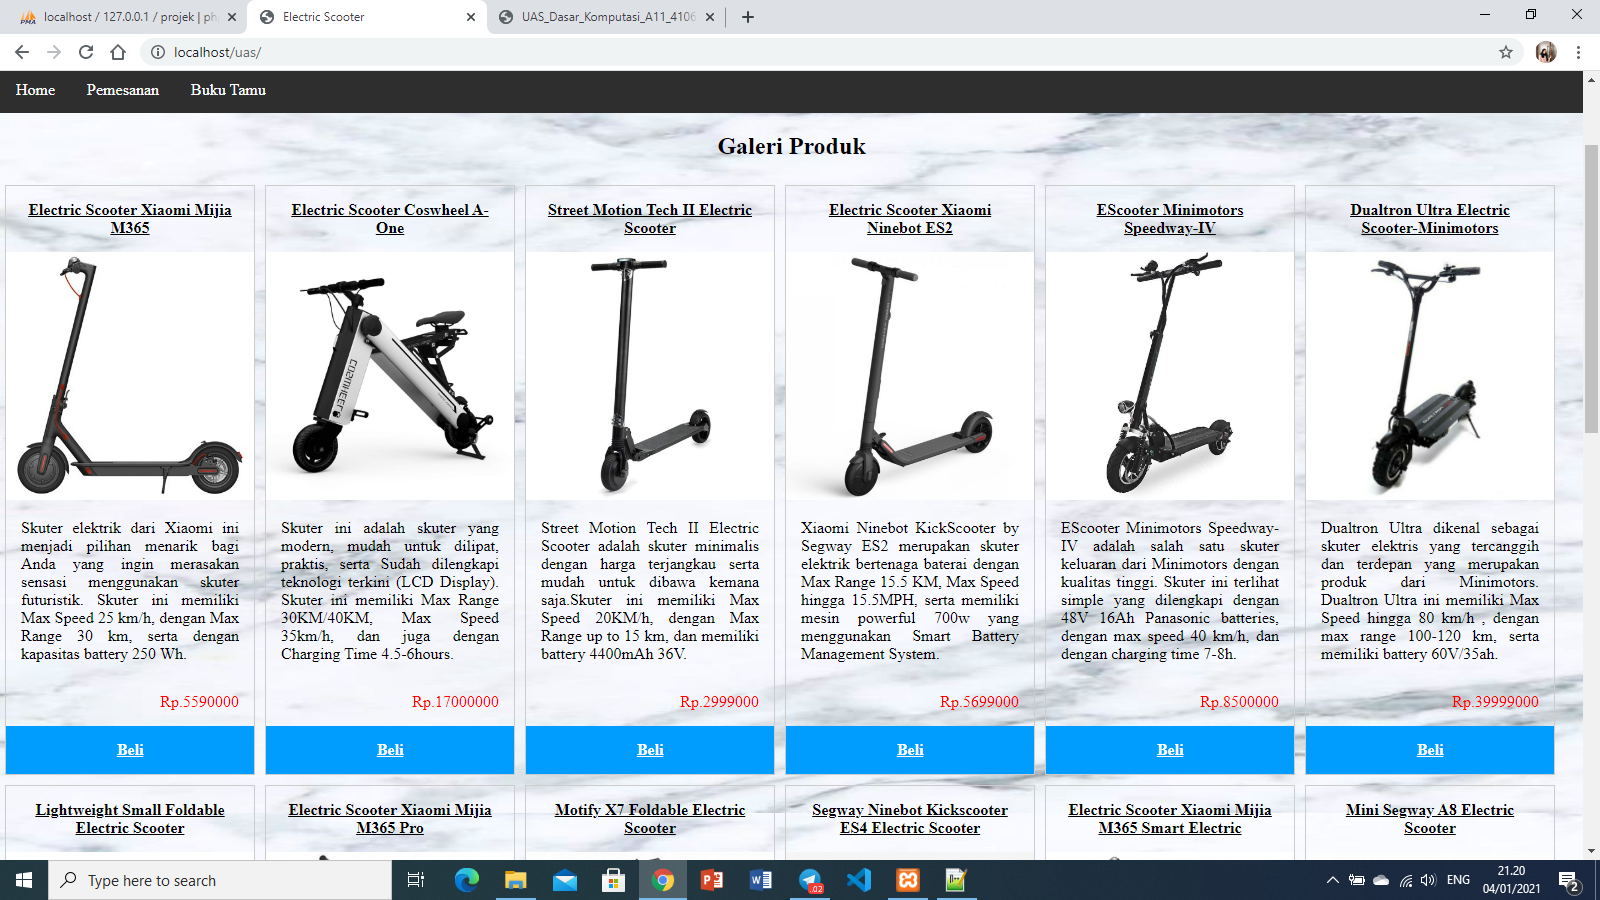 localhost / 127.0.0.1 / projek | ph
Electric Scooter
UAS_Dasar_Komputasi_A11_4106
localhost/uas/
Home
Pemesanan
Buku Tamu
Galeri Produk
Electric Scooter Xiaomi Mijia
M365
COSWHEEL
Skuter elektrik dari Xiaomi ini
menjadi pilihan menarik bagi
Anda yang ingin merasakan
sensasi menggunakan skuter
futuristik. Skuter ini memiliki
Max Speed 25 km/h, dengan Max
Range 30 km, serta dengan
kapasitas battery 250 Wh.
Rp.5590000
Beli
Electric Scooter Coswheel A-
One
Skuter ini adalah skuter yang
modern, mudah untuk dilipat,
praktis, serta Sudah dilengkapi
teknologi terkini (LCD Display).
Skuter ini memiliki Max Range
30KM/40KM, Max Speed
35km/h, dan juga dengan
Charging Time 4.5-6hours.
Rp.17000000
Beli
Street Motion Tech II Electric
Scooter
Street Motion Tech II Electric
Scooter adalah skuter minimalis
dengan harga terjangkau serta
mudah untuk dibawa kemana
saja.Skuter ini memiliki Max
Speed 20KM/h, dengan Max
Range up to 15 km, dan memiliki
battery 4400mAh 36V.
Rp.2999000
Beli
Electric Scooter Xiaomi
Ninebot ES2
Xiaomi Ninebot KickScooter by
Segway ES2 merupakan skuter
elektrik bertenaga baterai dengan
Max Range 15.5 KM, Max Speed
hingga 15.5MPH, serta memiliki
mesin powerful 700w yang
menggunakan Smart Battery
Management System.
Rp.5699000
Beli
EScooter Minimotors
Speedway-IV
EScooter Minimotors Speedway-
IV adalah salah satu skuter
keluaran dari Minimotors dengan
kualitas tinggi. Skuter ini terlihat
simple yang dilengkapi dengan
48V 16Ah Panasonic batteries,
dengan max speed 40 km/h, dan
dengan charging time 7-8h.
Rp.8500000
Beli
Dualtron Ultra Electric
Scooter-Minimotors
Dualtron Ultra dikenal sebagai
skuter elektris yang tercanggih
dan terdepan yang merupakan
produk dari Minimotors.
Dualtron Ultra ini memiliki Max
Speed hingga 80 km/h , dengan
max range 100-120 km, serta
memiliki battery 60V/35ah.
Rp.39999000
Beli
Lightweight Small Foldable
Electric Scooter
Electric Scooter Xiaomi Mijia
M365 Pro
Motify X7 Foldable Electric
Scooter
Segway Ninebot Kickscooter
ES4 Electric Scooter
Electric Scooter Xiaomi Mijia
M365 Smart Electric
Mini Segway A8 Electric
Scooter
Type here to search
.02
ENG
21.20
04/01/2021
2